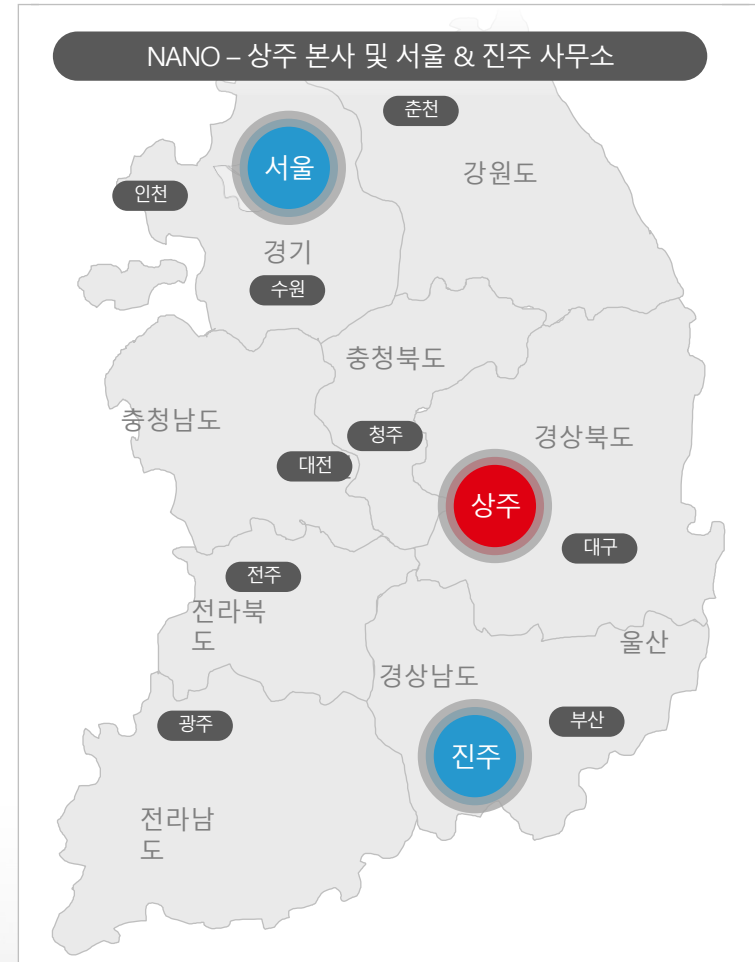 NANO – 상주 본사 및 서울 & 진주 사무소
춘천
서울
강원도
인천
경기
수원
충청북도
충청남도
청주
경상북도
대전
상주
대구
전주
전라북
도
울산
경상남도
광주
부산
진주
전라남
도